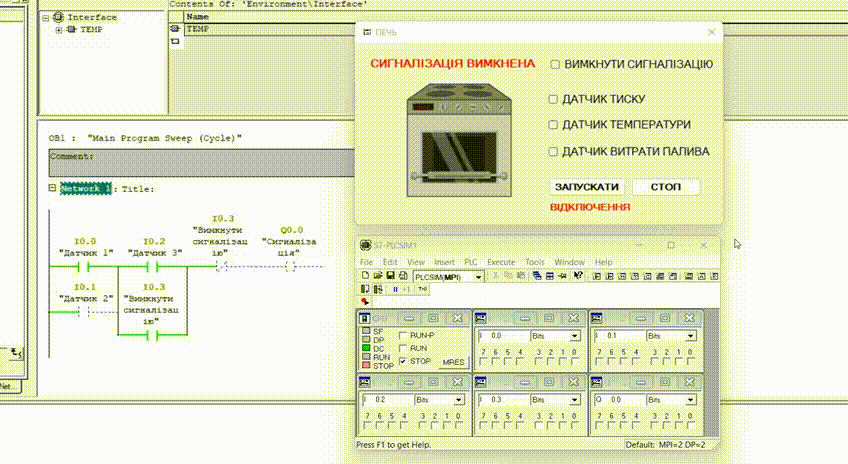 Contents Of: 'Environment\Interface'
Interface
TEMP
Name
TEMP
ПЕЧЬ
СИГНАЛІЗАЦІЯ ВИМКНЕНА
ВИМКНУТИ СИГНАЛІЗАЦІЮ
ДАТЧИК ТИСКУ
ДАТЧИК ТЕМПЕРАТУРИ
ДАТЧИК ВИТРАТИ ПАЛИВА
ЗАПУСКАТИ
СТОП
ВІДКЛЮЧЕННЯ
OB1 : "Main Program Sweep (Cycle)"
Comment:
Network 1: Title:
I0.0
"Датчик 1"
I0.2
"Датчик 3"
I0.3
"Вимкнути
сигналізац
ію"
Q0.0
"Сигналіза
ція"
I0.1
"Датчик 2"
I0.3
"Вимкнути
сигналізац
ію"
Net...
S7-PLCSIM1
File Edit View Insert PLC Execute Tools Window Help
PLCSIM(MPI)
CPU
SF
DP
DC
RUN
STOP
RUN-P
RUN
STOP
MRES
I 0.0 Bits
7 6 5 4 3 2 1 0
I 0.1 Bits
7 6 5 4 3 2 1 0
I 0.2 Bits
7 6 5 4 3 2 1 0
I 0.3 Bits
7 6 5 4 3 2 1 0
Q 0.0 Bits
7 6 5 4 3 2 1 0
Press F1 to get Help.
Default: MPI=2 DP=2